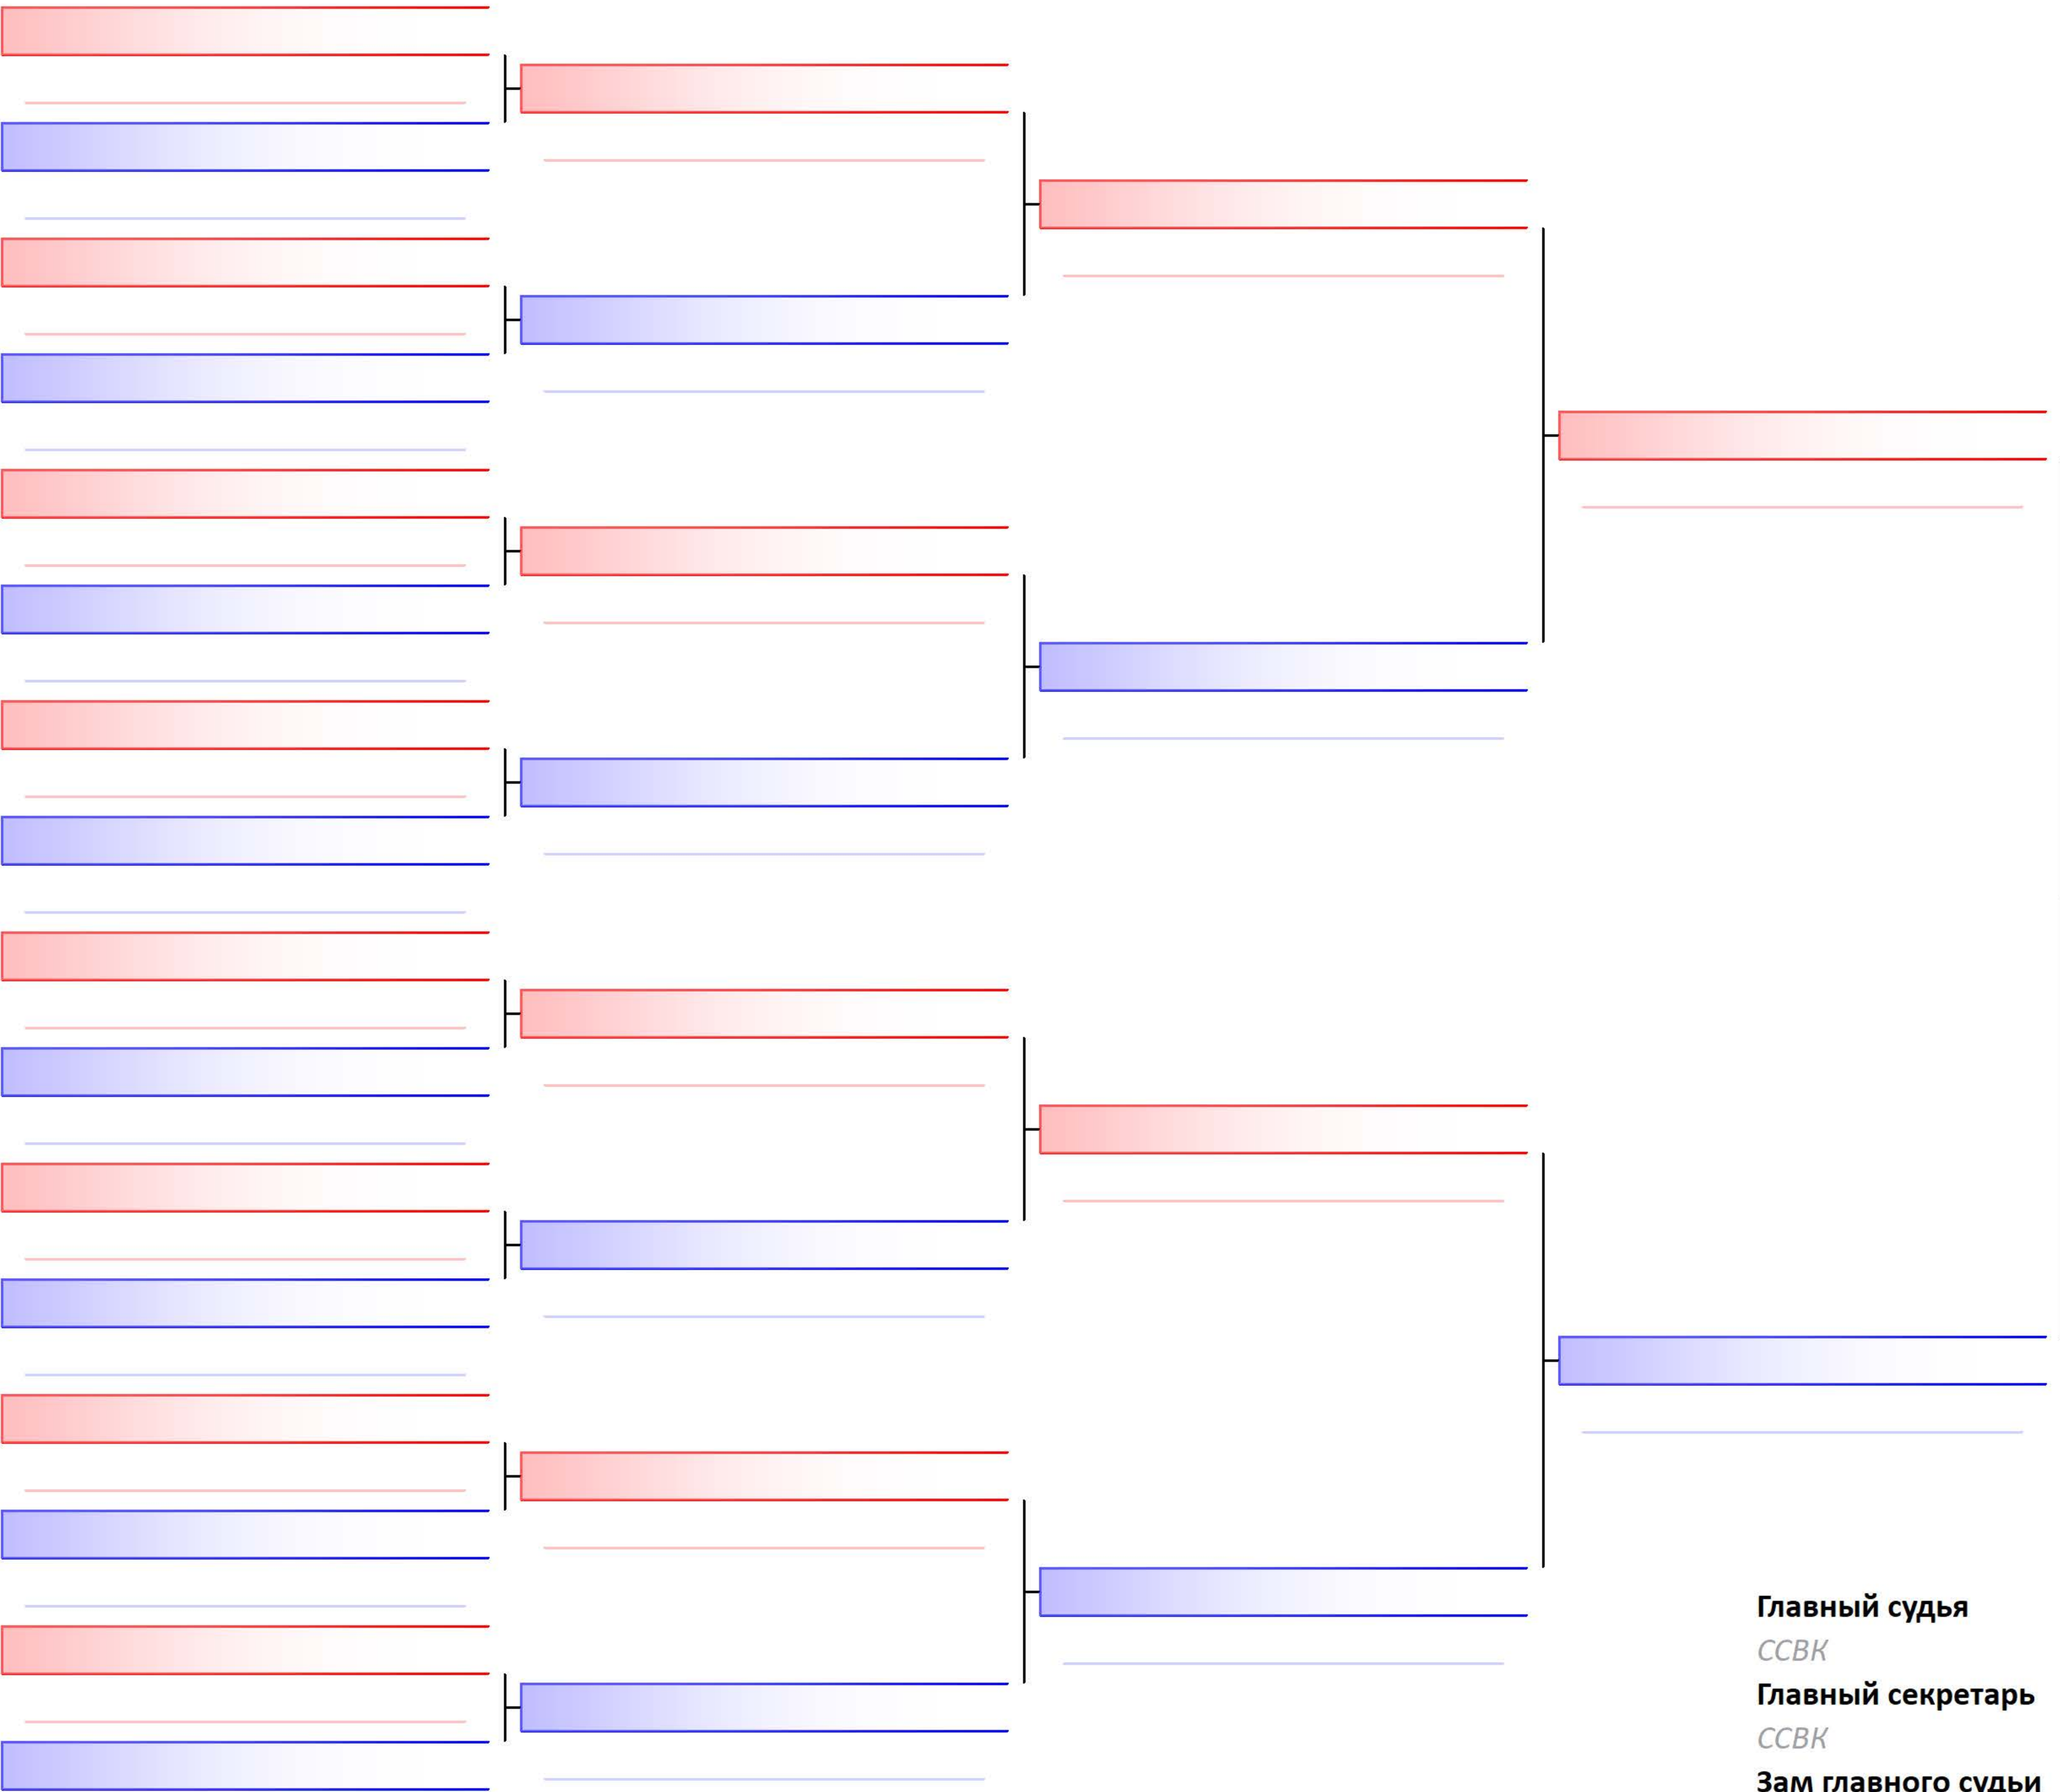 Главный судья
ССВК
Главный секретарь
ССВК
Зам главного судьи